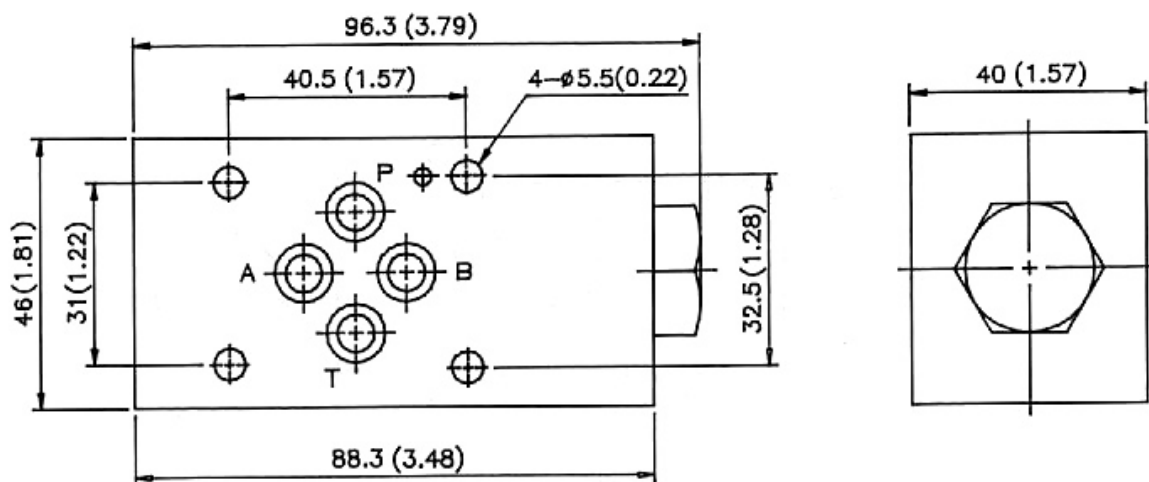 96.3 (3.79)
40.5 (1.57)
4-ø5.5(0.22)
40 (1.57)
P
A
B
T
46(1.81)
31(1.22)
32.5 (1.28)
88.3 (3.48)